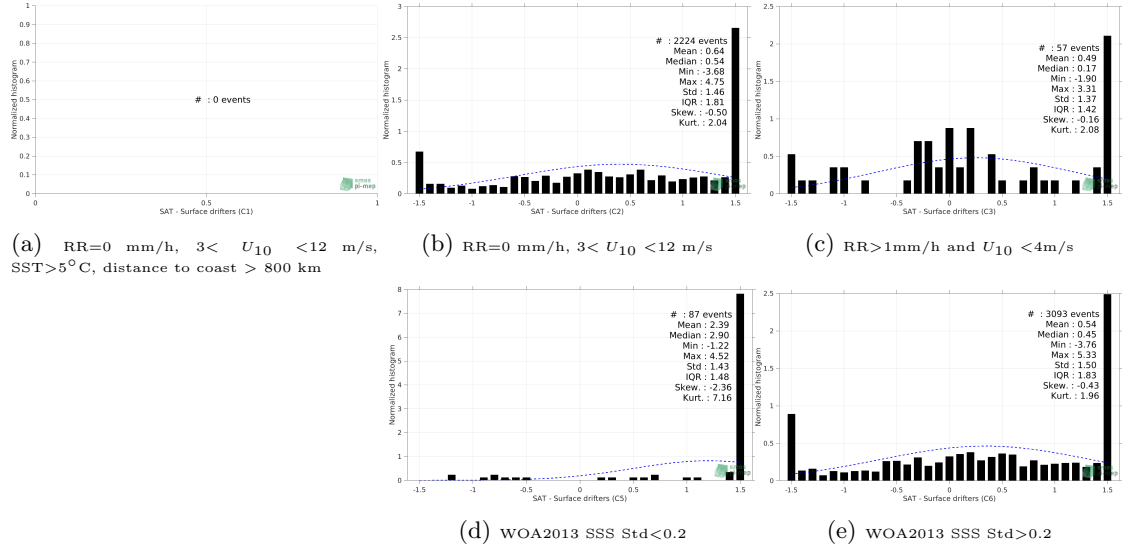 1
0.9
0.8
0.7
0.6
0.5
0.4
0.3
0.2
0.1
0
Normalized histogram
# : 0 events
smos
pi-mep
0 0.5 1
SAT - Surface drifters (C1)
(a) RR=0 mm/h, 3< U10 <12 m/s,
SST>5°C, distance to coast > 800 km
3
2.5
2
1.5
1
0.5
0
Normalized histogram
# : 2224 events
Mean : 0.64
Median : 0.54
Min : -3.68
Max : 4.75
Std : 1.46
IQR : 1.81
Skew. : -0.50
Kurt. : 2.04
pi-mep
-1.5 -1 -0.5 0 0.5 1 1.5
SAT - Surface drifters (C2)
(b) RR=0 mm/h, 3< U10 <12 m/s
2.5
2
1.5
1
0.5
0
Normalized histogram
# : 57 events
Mean : 0.49
Median : 0.17
Min : -1.90
Max : 3.31
Std : 1.37
IQR : 1.42
Skew. : -0.16
Kurt. : 2.08
-1.5 -1 -0.5 0 0.5 1 1.5
SAT - Surface drifters (C3)
(c) RR>1mm/h and U10 <4m/s
8
7
6
5
4
3
2
1
0
Normalized histogram
# : 87 events
Mean : 2.39
Median : 2.90
Min : -1.22
Max : 4.52
Std : 1.43
IQR : 1.48
Skew. : -2.36
Kurt. : 7.16
-1.5 -1 -0.5 0 0.5 1 1.5
SAT - Surface drifters (C5)
(d) WOA2013 SSS Std<0.2
2.5
2
1.5
1
0.5
0
Normalized histogram
# : 3093 events
Mean : 0.54
Median : 0.45
Min : -3.76
Max : 5.33
Std : 1.50
IQR : 1.83
Skew. : -0.43
Kurt. : 1.96
-1.5 -1 -0.5 0 0.5 1 1.5
SAT - Surface drifters (C6)
(e) WOA2013 SSS Std>0.2